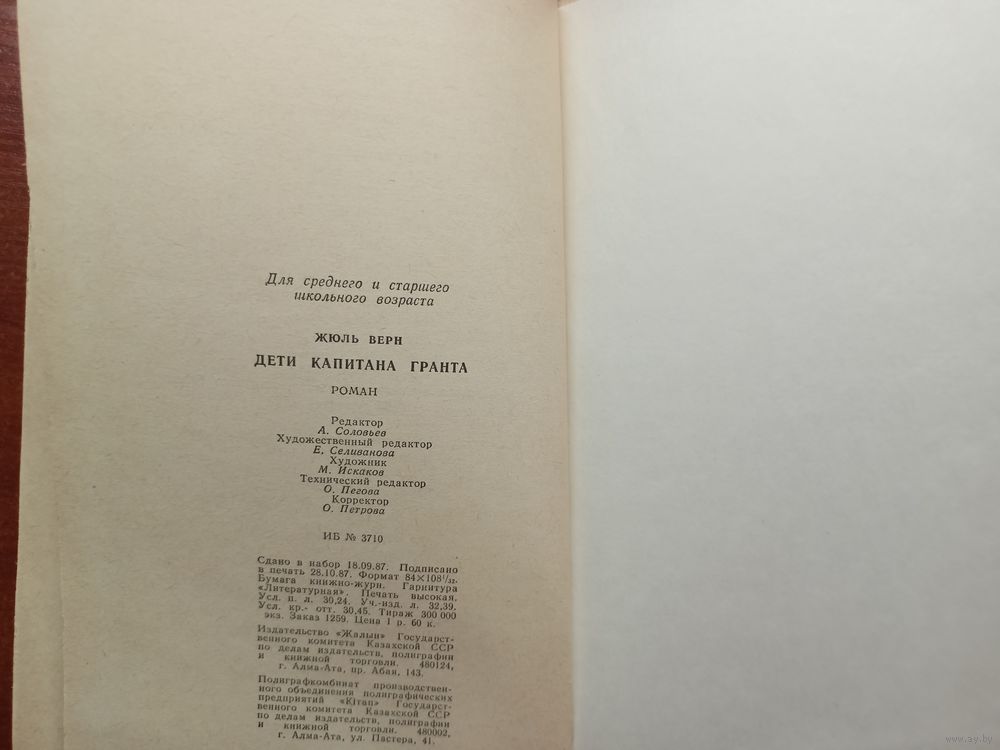 Для среднего и старшего
школьного возраста
ЖЮЛЬ ВЕРН
ДЕТИ КАПИТАНА ГРАНТА
РОМАН
Редактор
А. Соловьев
Художественный редактор
Е. Селиванова
Художник
М. Искаков
Технический редактор
О. Пегова
Корректор
О. Петрова
ИБ № 3710
Сдано в набор 18.09.87. Подписано
в печать 28.10.87. Формат 84×108¹/₃₂.
Бумага книжно-журн. Гарнитура
«Литературная». Печать высокая.
Усл. п. л. 30,24. Уч.-изд. л. 32,39.
Усл. кр.- отт. 30,45. Тираж 300 000
экз. Заказ 1259. Цена 1 р. 60 к.
Издательство «Жалын» Государст-
венного комитета Казахской ССР
по делам издательств, полиграфии
и книжной торговли. 480124,
г. Алма-Ата, пр. Абая, 143.
Полиграфкомбинат производствен-
ного объединения полиграфических
предприятий «Кітап» Государст-
венного комитета Казахской ССР
по делам издательств, полиграфии
и книжной торговли. 480002,
г. Алма-Ата, ул. Пастера, 41.
www.ay.by